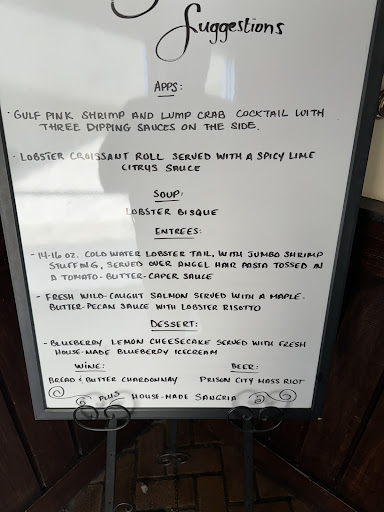 Suggestions
APPS:
· GULF PINK SHRIMP AND LUMP CRAB COCKTAIL WITH
THREE DIPPING SAUCES ON THE SIDE.
· LOBSTER CROISSANT ROLL SERVED WITH A SPICY LIME
CITRUS SAUCE
SOUP:
LOBSTER BISQUE
ENTREES:
- 14-16 OZ. COLD WATER LOBSTER TAIL, WITH JUMBO SHRIMP
STUFFING, SERVED OVER ANGEL HAIR PASTA TOSSED IN
A TOMATO-BUTTER-CAPER SAUCE
- FRESH WILD-CAUGHT SALMON SERVED WITH A MAPLE-
BUTTER-PECAN SAUCE WITH LOBSTER RISOTTO
DESSERT:
- BLUEBERRY LEMON CHEESECAKE SERVED WITH FRESH
HOUSE-MADE BLUEBERRY ICECREAM
WINE: BEER:
BREAD & BUTTER CHARDONNAY PRISON CITY MASS RIOT
PLUS HOUSE-MADE SANGRIA